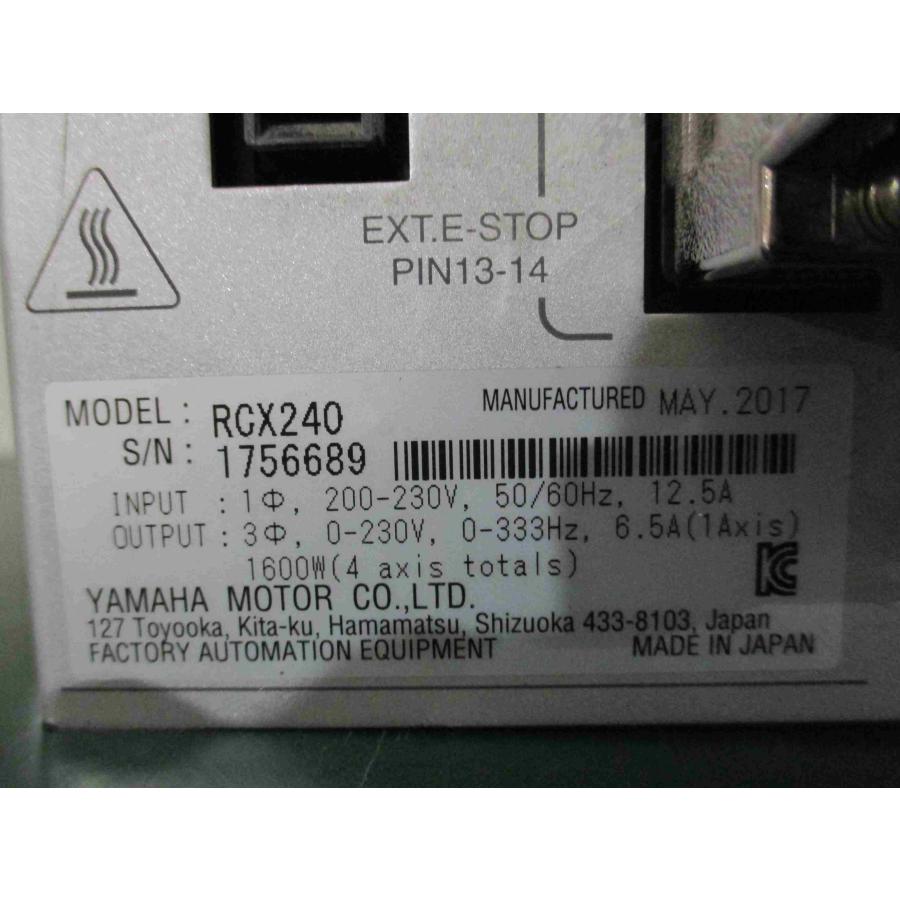 EXT.E-STOP
PIN13-14
MODEL : RCX240
MANUFACTURED MAY.2017
S/N : 1756689
INPUT : 1Φ, 200-230V, 50/60Hz, 12.5A
OUTPUT : 3Φ, 0-230V, 0-333Hz, 6.5A(1Axis)
1600W(4 axis totals)
YAMAHA MOTOR CO.,LTD.
127 Toyooka, Kita-ku, Hamamatsu, Shizuoka 433-8103, Japan
FACTORY AUTOMATION EQUIPMENT MADE IN JAPAN